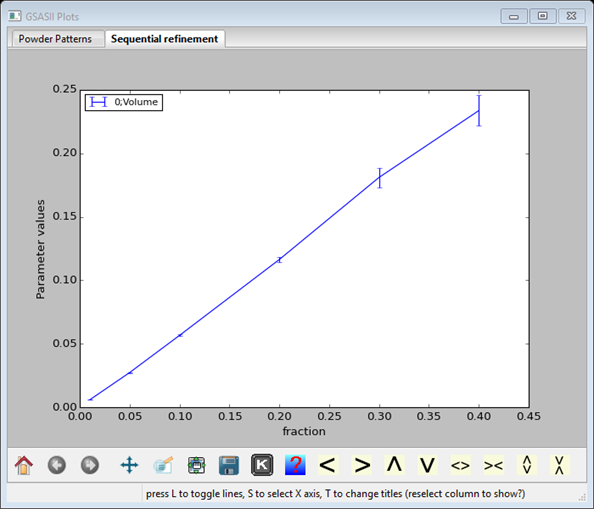 GSASII Plots
Powder Patterns Sequential refinement
0;Volume
0.25
0.20
0.15
0.10
0.05
0.00
Parameter values
0.00 0.05 0.10 0.15 0.20 0.25 0.30 0.35 0.40 0.45
fraction
K ? < > Λ V <> >< 
press L to toggle lines, S to select X axis, T to change titles (reselect column to show?)